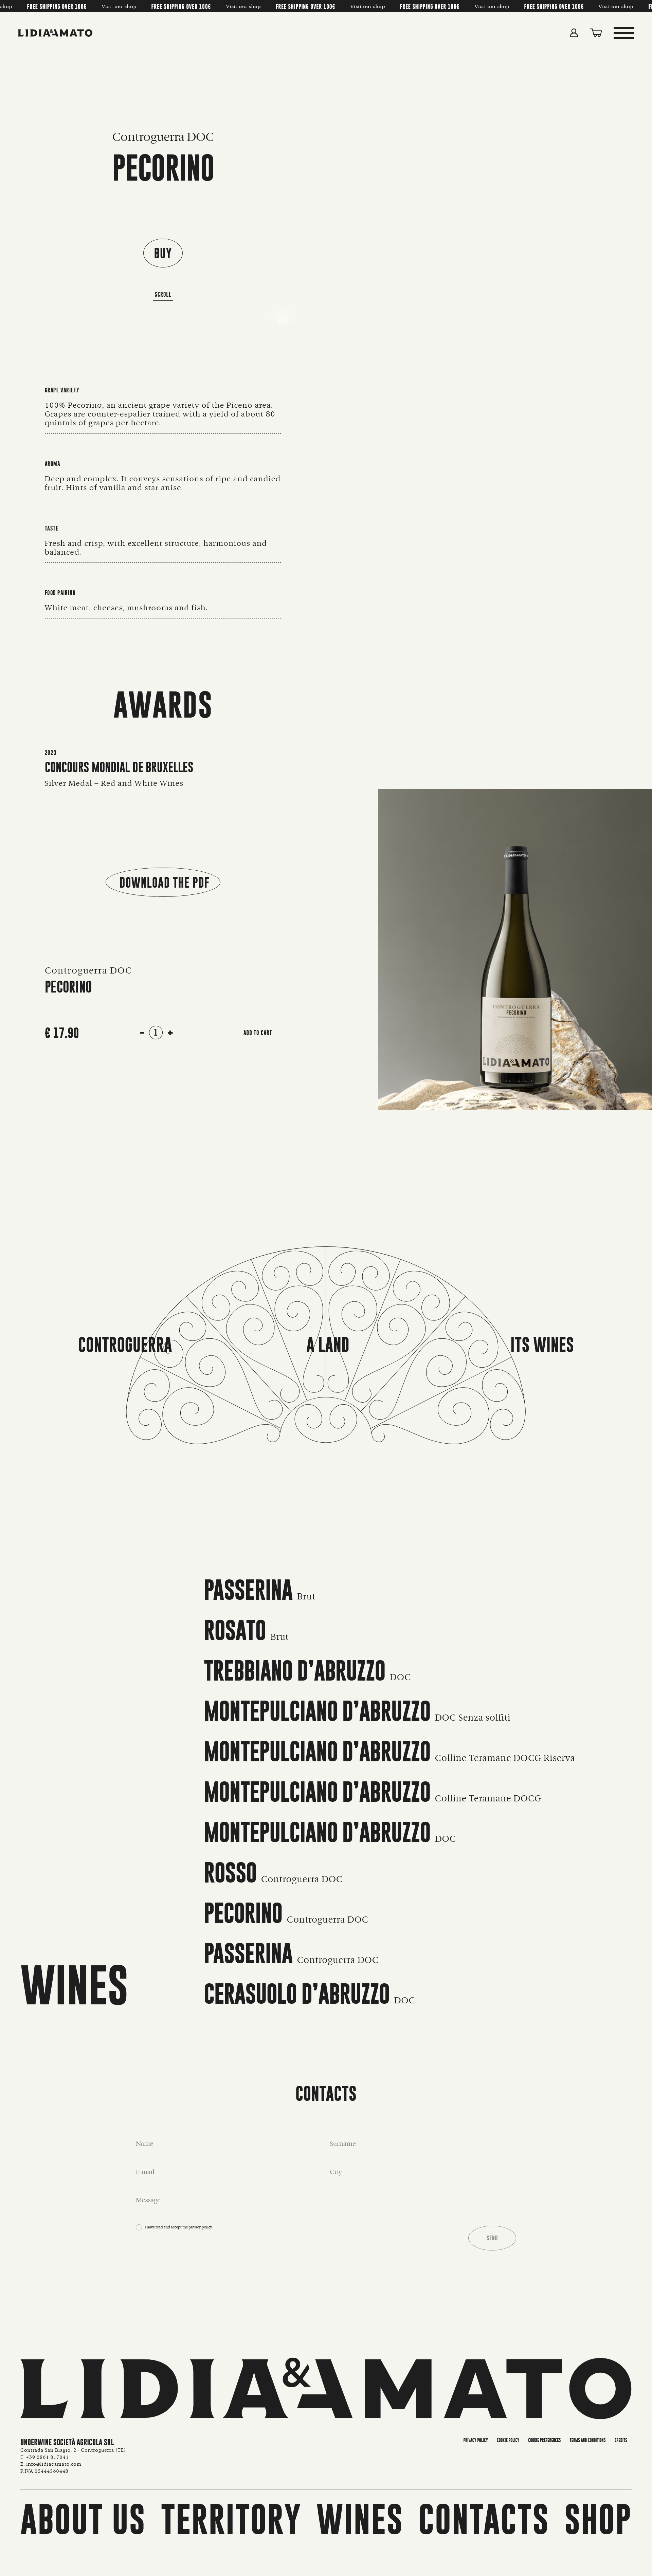 shop FREE SHIPPING OVER 100€ Visit our shop FREE SHIPPING OVER 100€ Visit our shop FREE SHIPPING OVER 100€ Visit our shop FREE SHIPPING OVER 100€ Visit our shop FREE SHIPPING OVER 100€ Visit our shop
LIDIA&AMATO
Controguerra DOC
PECORINO
BUY
SCROLL
GRAPE VARIETY
100% Pecorino, an ancient grape variety of the Piceno area.
Grapes are counter-espalier trained with a yield of about 80
quintals of grapes per hectare.
AROMA
Deep and complex. It conveys sensations of ripe and candied
fruit. Hints of vanilla and star anise.
TASTE
Fresh and crisp, with excellent structure, harmonious and
balanced.
FOOD PAIRING
White meat, cheeses, mushrooms and fish.
AWARDS
2023
CONCOURS MONDIAL DE BRUXELLES
Silver Medal – Red and White Wines
DOWNLOAD THE PDF
Controguerra DOC
PECORINO
€ 17.90
- 1 +
ADD TO CART
CONTROGUERRA
PECORINO
LIDIA&AMATO
CONTROGUERRA
A LAND
ITS WINES
PASSERINA Brut
ROSATO Brut
TREBBIANO D’ABRUZZO DOC
MONTEPULCIANO D’ABRUZZO DOC Senza solfiti
MONTEPULCIANO D’ABRUZZO Colline Teramane DOCG Riserva
MONTEPULCIANO D’ABRUZZO Colline Teramane DOCG
MONTEPULCIANO D’ABRUZZO DOC
ROSSO Controguerra DOC
PECORINO Controguerra DOC
PASSERINA Controguerra DOC
CERASUOLO D’ABRUZZO DOC
WINES
CONTACTS
Name
Surname
E-mail
City
Message
I have read and accept the privacy policy
SEND
LIDIA&AMATO
UNDERWINE SOCIETÀ AGRICOLA SRL
Contrada San Biagio, 2 - Controguerra (TE)
T. +39 0861 817041
E. info@lidiaeamato.com
P.IVA 02444260448
PRIVACY POLICY
COOKIE POLICY
COOKIE PREFERENCES
TERMS AND CONDITIONS
CREDITS
ABOUT US
TERRITORY
WINES
CONTACTS
SHOP